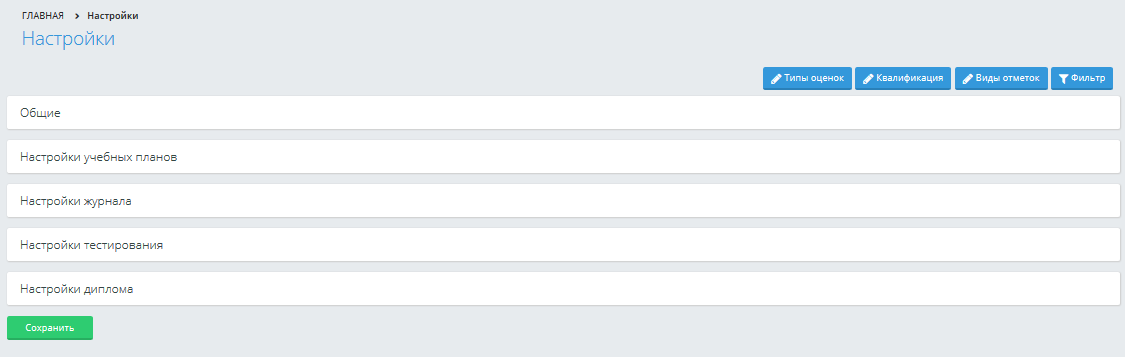 ГЛАВНАЯ > Настройки
Настройки
Типы оценок Квалификация Виды отметок Фильтр
Общие
Настройки учебных планов
Настройки журнала
Настройки тестирования
Настройки диплома
Сохранить